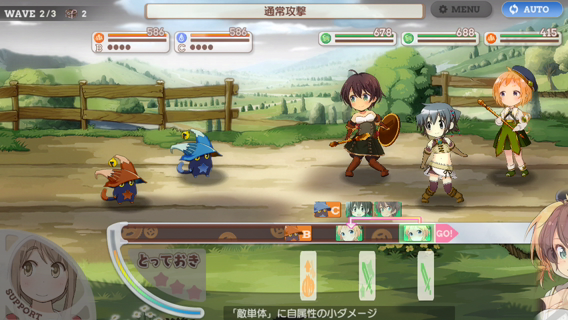 WAVE 2/3 2
通常攻撃
MENU
AUTO
586
B
586
C
678
688
415
C
B
GO!
とっておき
SUPPORT
「敵単体」に自属性の小ダメージ